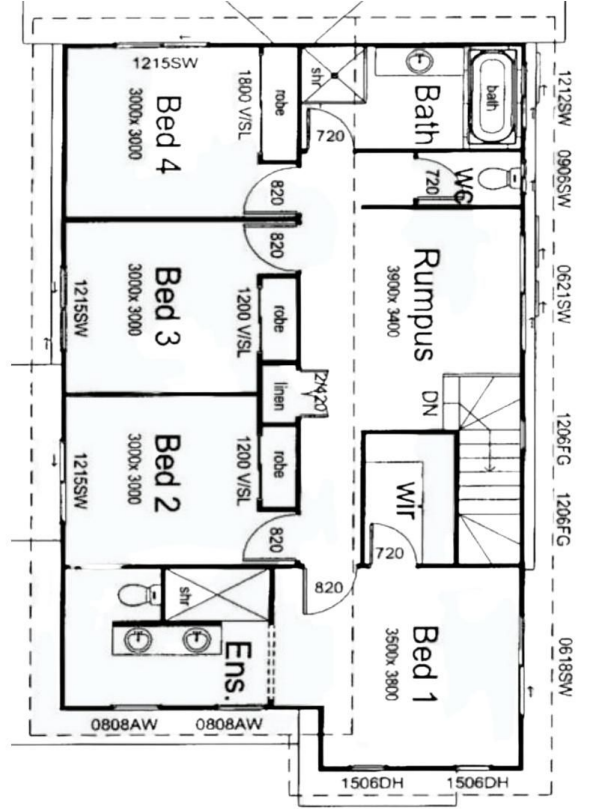 1215SW
Bed 4
3000x 3000
1800 V/SL
robe
shr
Bath
bath
1212SW
720
820
720
WC
0906SW
820
Bed 3
3000x 3000
1215SW
1200 V/SL
robe
Rumpus
3900x 3400
0621SW
linen
2/420
DN
Bed 2
3000x 3000
1215SW
1200 V/SL
robe
wir
1206FG
1206FG
820
720
820
shr
Ens.
Bed 1
3500x 3800
0618SW
0808AW
0808AW
1506DH
1506DH